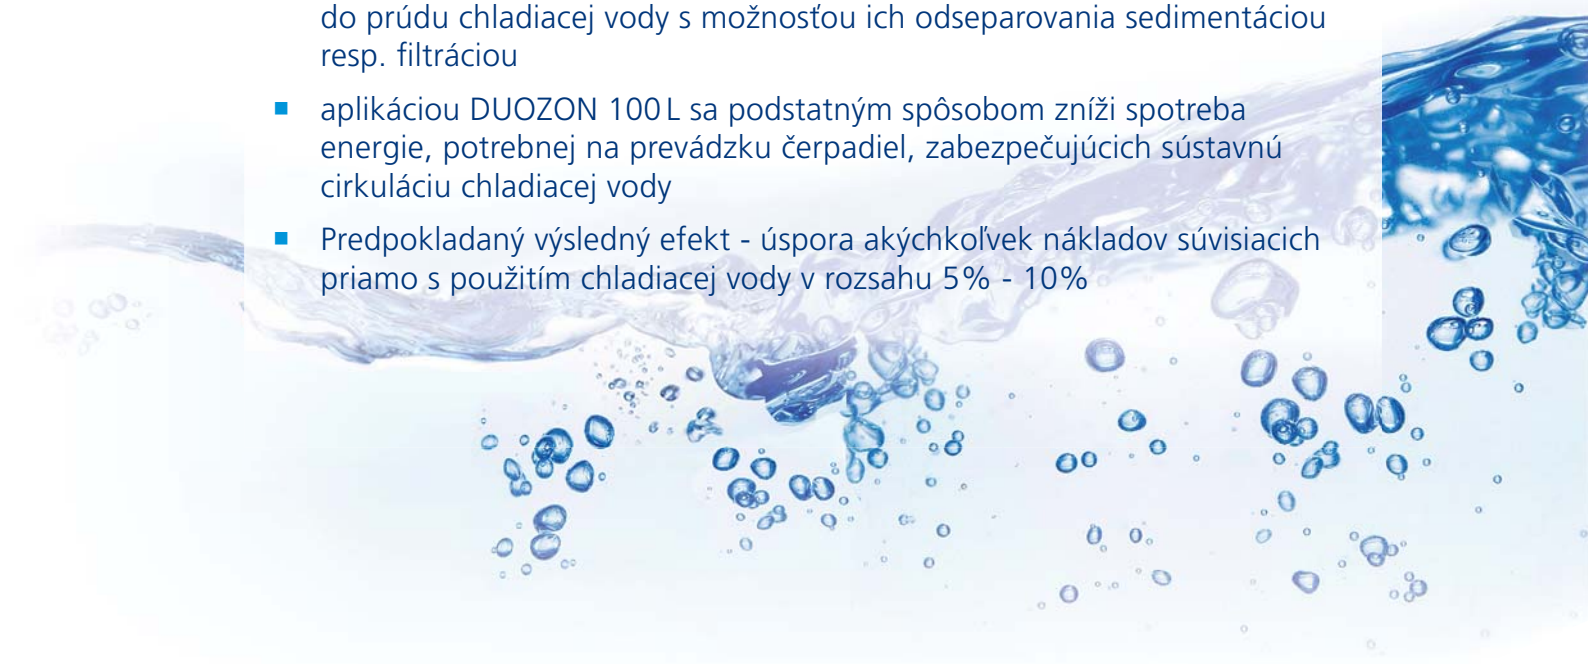 do prúdu chladiacej vody s možnosťou ich odseparovania sedimentáciou
resp. filtráciou
▪ aplikáciou DUOZON 100 L sa podstatným spôsobom zníži spotreba
energie, potrebnej na prevádzku čerpadiel, zabezpečujúcich sústavnú
cirkuláciu chladiacej vody
▪ Predpokladaný výsledný efekt - úspora akýchkoľvek nákladov súvisiacich
priamo s použitím chladiacej vody v rozsahu 5% - 10%